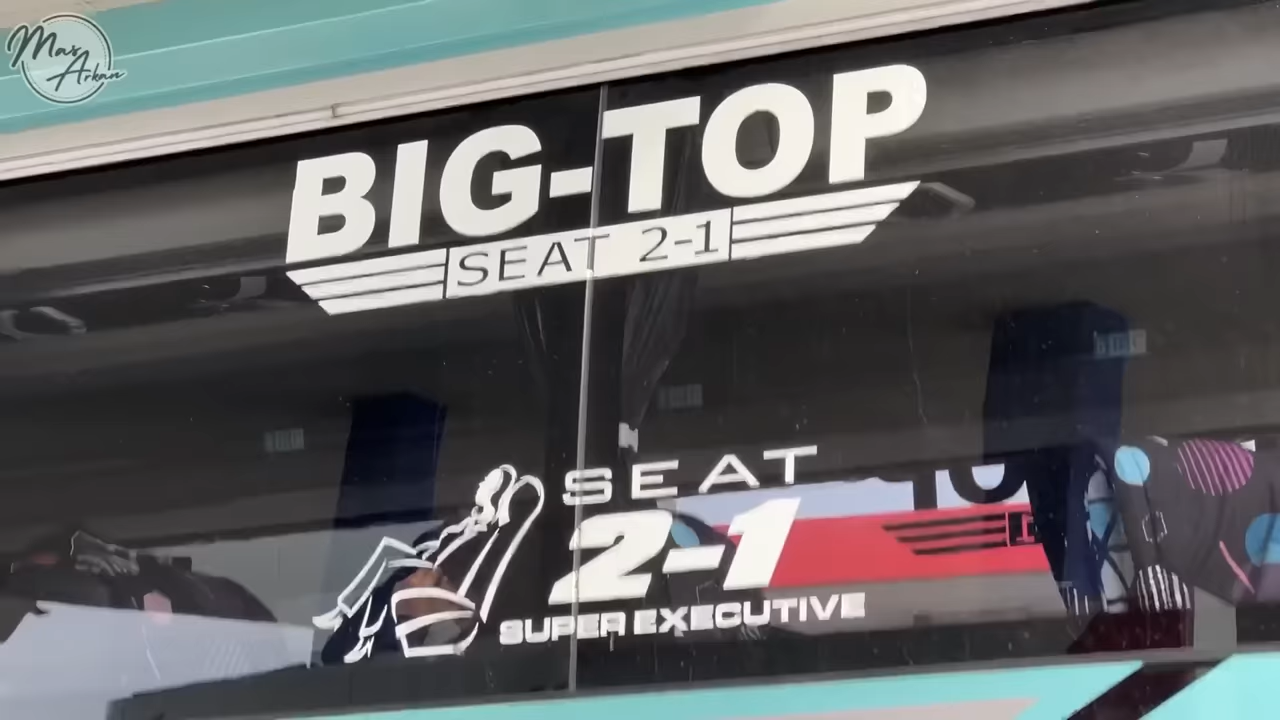 Mas
Arkan
BIG-TOP
SEAT 2-1
SEAT
2-1
SUPER EXECUTIVE